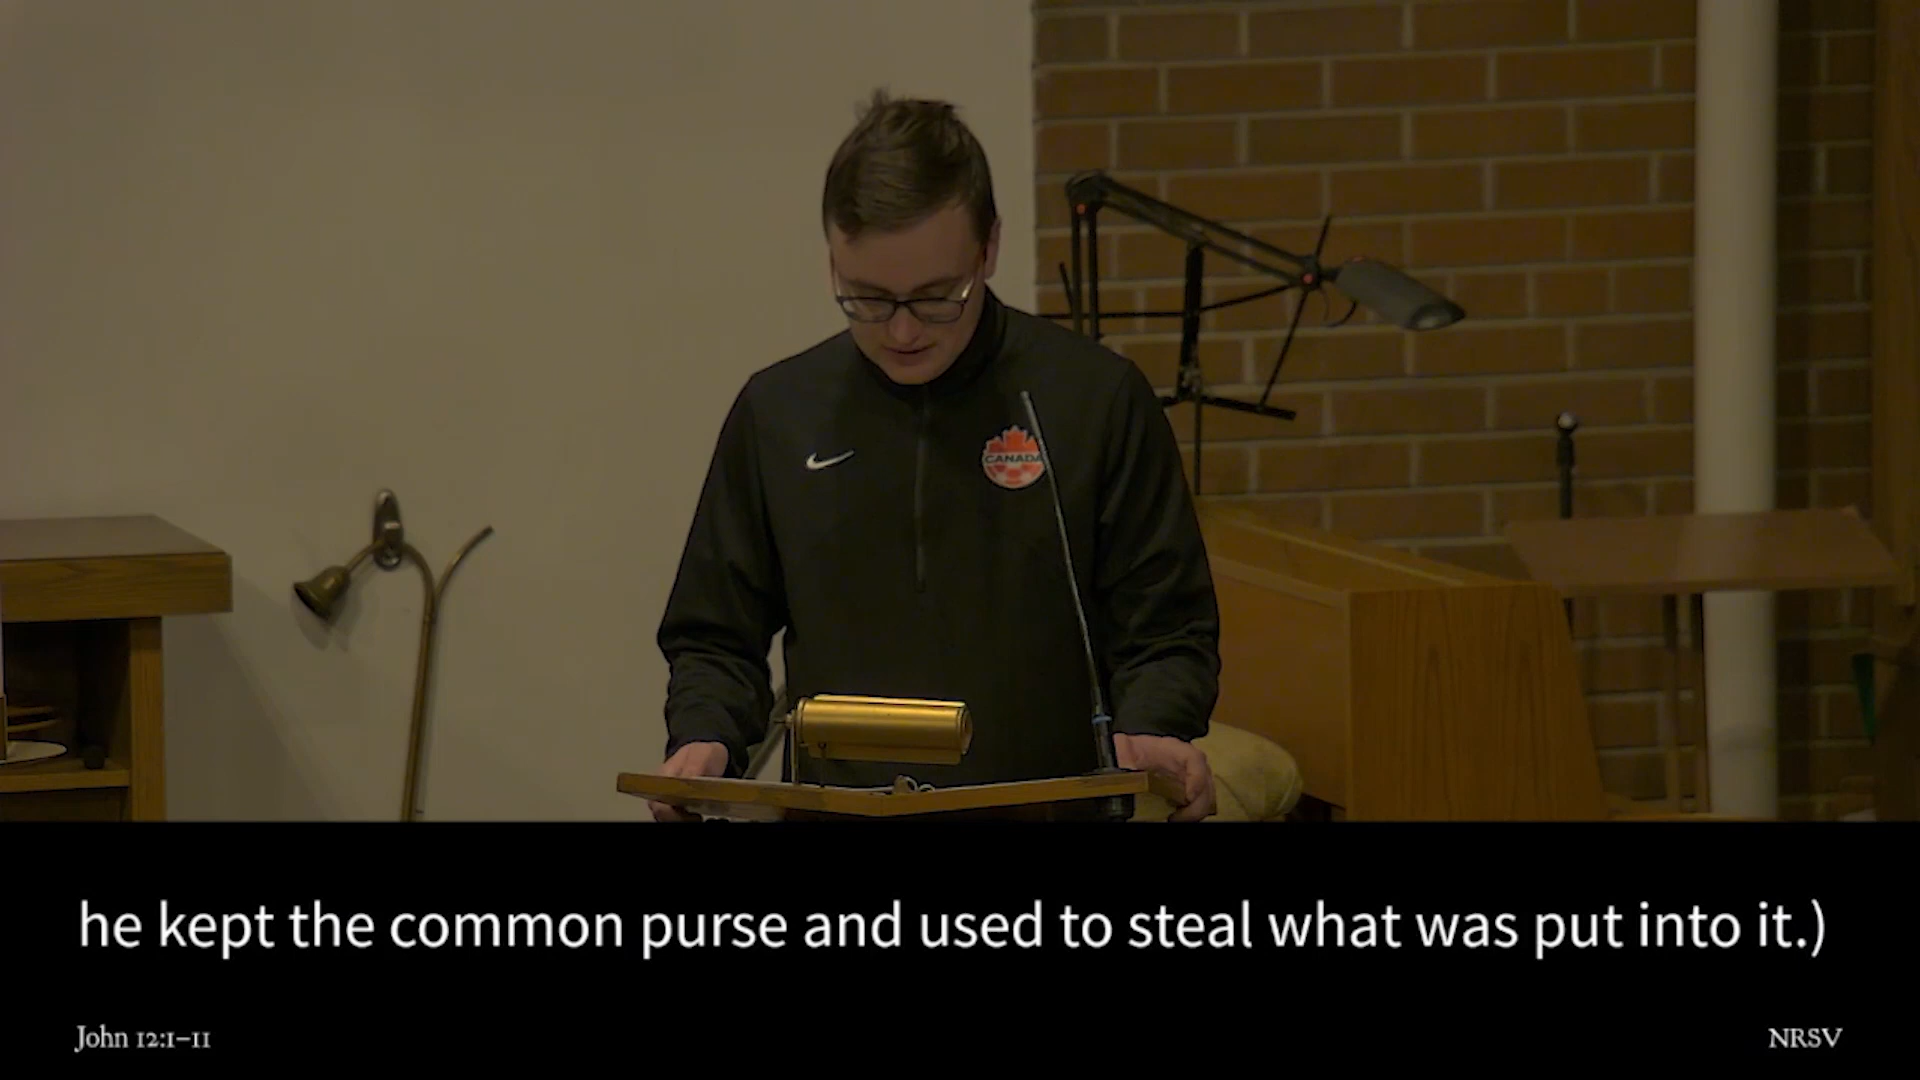 CANADA
he kept the common purse and used to steal what was put into it.)
John 12:1–11
NRSV